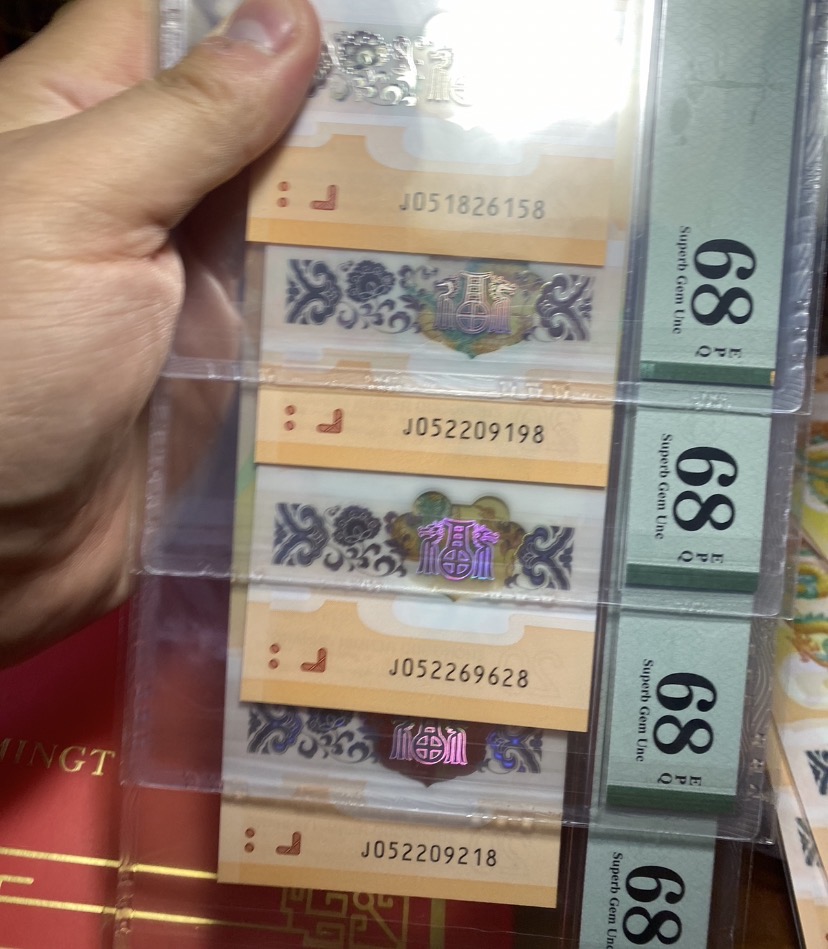 J051826158
68
EPQ
Superb Gem Unc
J052209198
68
EPQ
Superb Gem Unc
J052269628
68
EPQ
Superb Gem Unc
J052209218
68
Superb Gem Unc
MINGT